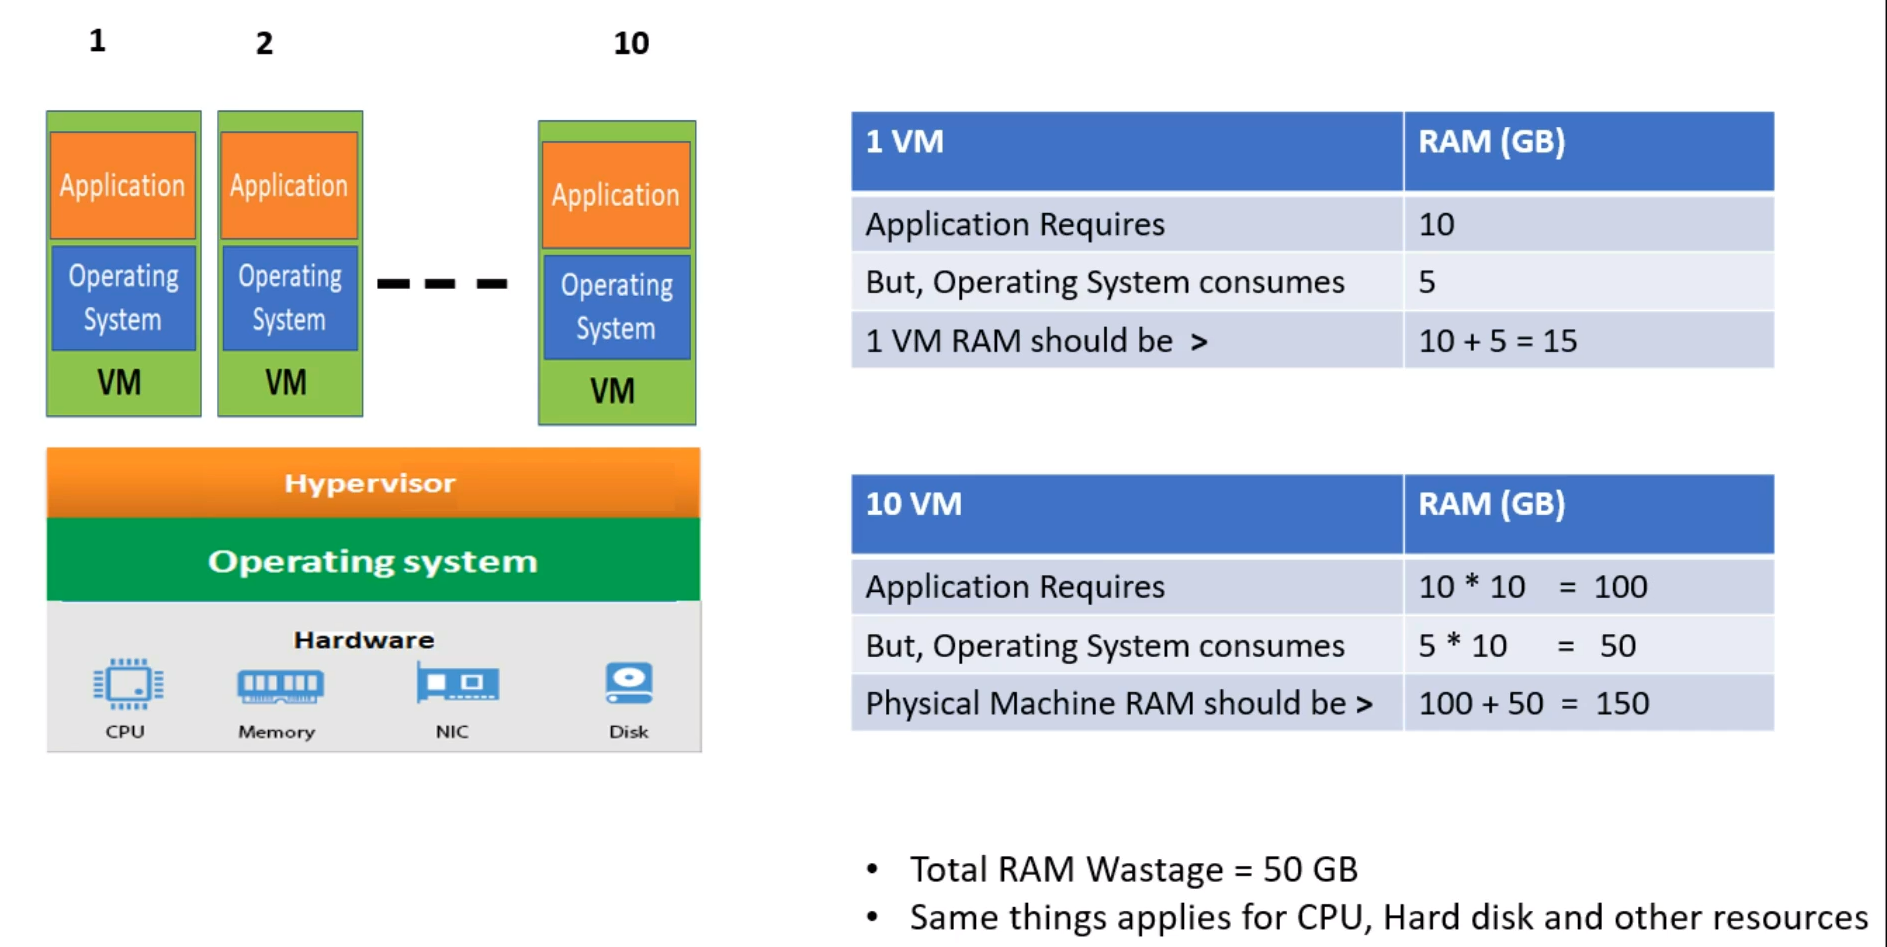 1 2 10
Application Application Application
Operating System Operating System Operating System
VM VM VM
Hypervisor
Operating system
Hardware
CPU Memory NIC Disk
1 VM RAM (GB)
Application Requires 10
But, Operating System consumes 5
1 VM RAM should be > 10 + 5 = 15
10 VM RAM (GB)
Application Requires 10 * 10 = 100
But, Operating System consumes 5 * 10 = 50
Physical Machine RAM should be > 100 + 50 = 150
• Total RAM Wastage = 50 GB
• Same things applies for CPU, Hard disk and other resources